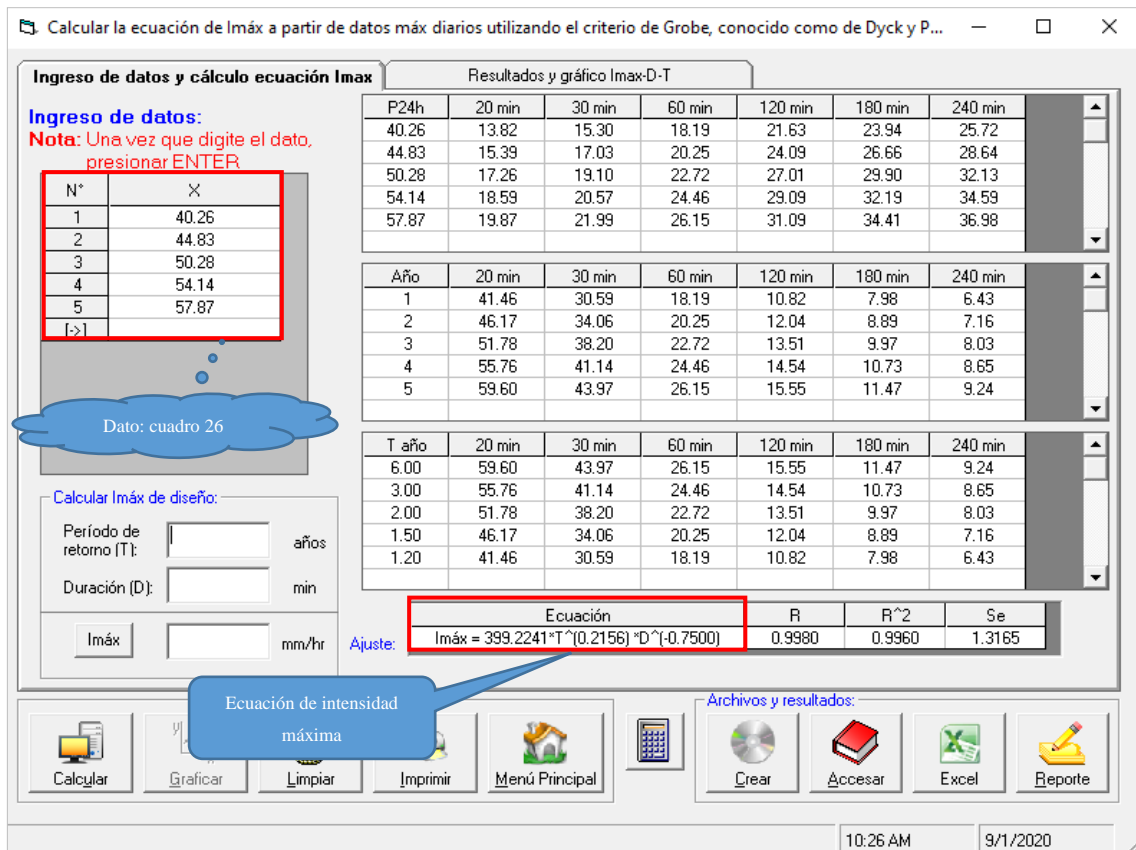 Calcular la ecuación de Imáx a partir de datos máx diarios utilizando el criterio de Grobe, conocido como de Dyck y P...
Ingreso de datos y cálculo ecuación Imax
Resultados y gráfico Imax-D-T
Ingreso de datos:
Nota: Una vez que digite el dato,
presionar ENTER
N° X
1 40.26
2 44.83
3 50.28
4 54.14
5 57.87
[->]
Dato: cuadro 26
P24h 20 min 30 min 60 min 120 min 180 min 240 min
40.26 13.82 15.30 18.19 21.63 23.94 25.72
44.83 15.39 17.03 20.25 24.09 26.66 28.64
50.28 17.26 19.10 22.72 27.01 29.90 32.13
54.14 18.59 20.57 24.46 29.09 32.19 34.59
57.87 19.87 21.99 26.15 31.09 34.41 36.98
Año 20 min 30 min 60 min 120 min 180 min 240 min
1 41.46 30.59 18.19 10.82 7.98 6.43
2 46.17 34.06 20.25 12.04 8.89 7.16
3 51.78 38.20 22.72 13.51 9.97 8.03
4 55.76 41.14 24.46 14.54 10.73 8.65
5 59.60 43.97 26.15 15.55 11.47 9.24
T año 20 min 30 min 60 min 120 min 180 min 240 min
6.00 59.60 43.97 26.15 15.55 11.47 9.24
3.00 55.76 41.14 24.46 14.54 10.73 8.65
2.00 51.78 38.20 22.72 13.51 9.97 8.03
1.50 46.17 34.06 20.25 12.04 8.89 7.16
1.20 41.46 30.59 18.19 10.82 7.98 6.43
Calcular Imáx de diseño:
Período de
retorno (T): años
Duración (D): min
Imáx mm/hr
Ajuste:
Ecuación R R^2 Se
Imáx = 399.2241*T^(0.2156) *D^(-0.7500) 0.9980 0.9960 1.3165
Ecuación de intensidad
máxima
Calcular
Graficar
Limpiar
Imprimir
Menú Principal
Archivos y resultados:
Crear
Accesar
Excel
Reporte
10:26 AM
9/1/2020